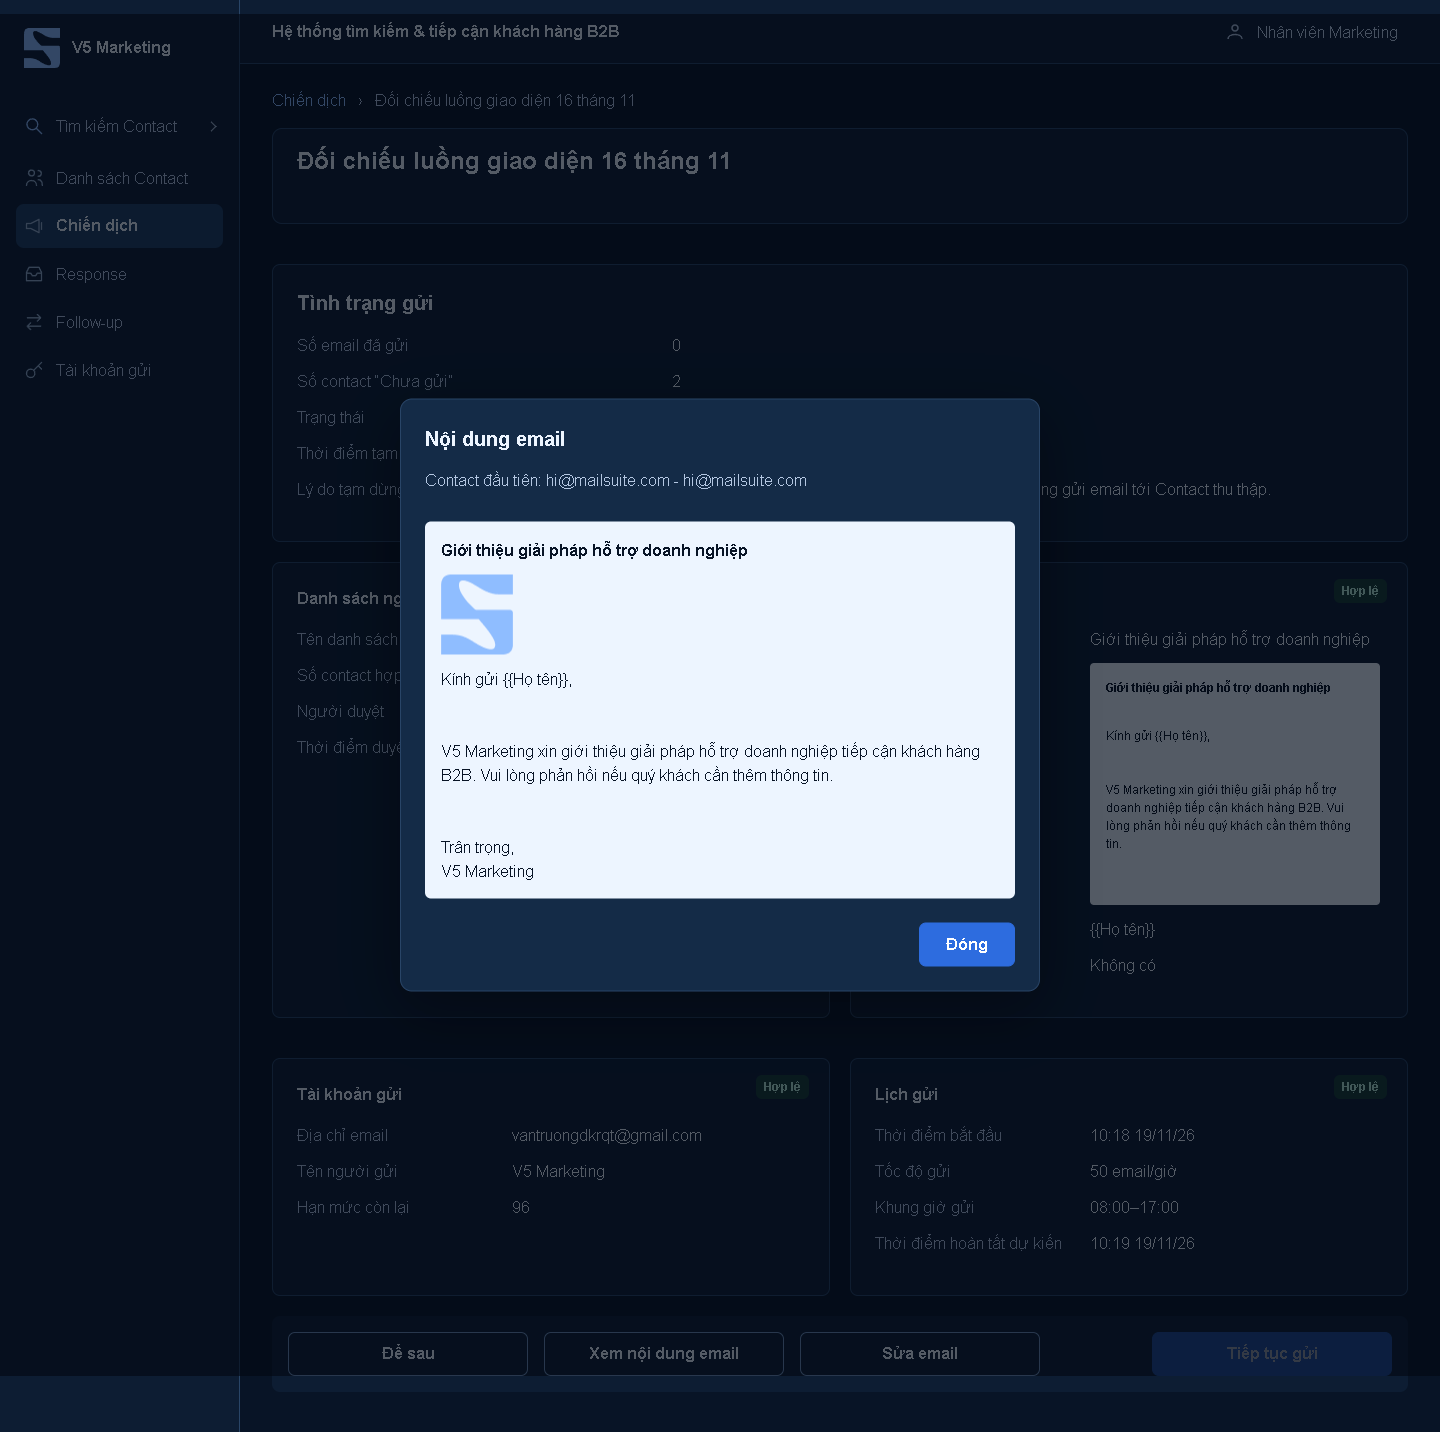 V5 Marketing
Hệ thống tìm kiếm & tiếp cận khách hàng B2B
Nhân viên Marketing
Tìm kiếm Contact
Danh sách Contact
Chiến dịch
Response
Follow-up
Tài khoản gửi
Chiến dịch › Đối chiếu luồng giao diện 16 tháng 11
Đối chiếu luồng giao diện 16 tháng 11
Tình trạng gửi
Số email đã gửi 0
Số contact "Chưa gửi" 2
Trạng thái
Thời điểm tạm
Lý do tạm dừng
gửi email tới Contact thu thập.
Nội dung email
Contact đầu tiên: hi@mailsuite.com - hi@mailsuite.com
Giới thiệu giải pháp hỗ trợ doanh nghiệp
Kính gửi {{Họ tên}},
V5 Marketing xin giới thiệu giải pháp hỗ trợ doanh nghiệp tiếp cận khách hàng
B2B. Vui lòng phản hồi nếu quý khách cần thêm thông tin.
Trân trọng,
V5 Marketing
Đóng
Danh sách
Tên danh sách
Số contact hợp
Người duyệt
Thời điểm
Hợp lệ
Giới thiệu giải pháp hỗ trợ doanh nghiệp
Giới thiệu giải pháp hỗ trợ doanh nghiệp
Kính gửi {{Họ tên}},
V5 Marketing xin giới thiệu giải pháp hỗ trợ
doanh nghiệp tiếp cận khách hàng B2B. Vui
lòng phản hồi nếu quý khách cần thêm thông
tin.
{{Họ tên}}
Không có
Tài khoản gửi
Hợp lệ
Địa chỉ email vantruongdkrqt@gmail.com
Tên người gửi V5 Marketing
Hạn mức còn lại 96
Lịch gửi
Hợp lệ
Thời điểm bắt đầu 10:18 19/11/26
Tốc độ gửi 50 email/giờ
Khung giờ gửi 08:00–17:00
Thời điểm hoàn tất dự kiến 10:19 19/11/26
Để sau
Xem nội dung email
Sửa email
Tiếp tục gửi